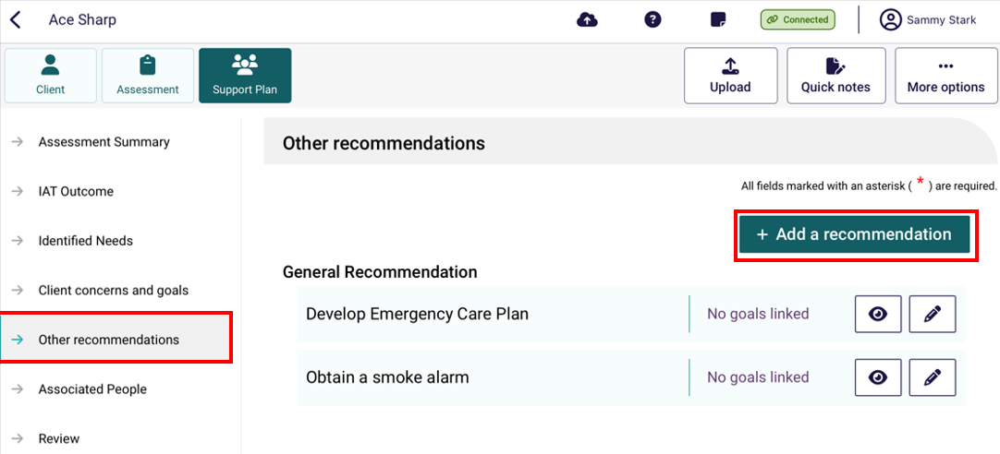 Ace Sharp
Connected
Sammy Stark
Client
Assessment
Support Plan
Upload
Quick notes
More options
Assessment Summary
IAT Outcome
Identified Needs
Client concerns and goals
Other recommendations
Associated People
Review
Other recommendations
All fields marked with an asterisk ( * ) are required.
+ Add a recommendation
General Recommendation
Develop Emergency Care Plan
No goals linked
Obtain a smoke alarm
No goals linked